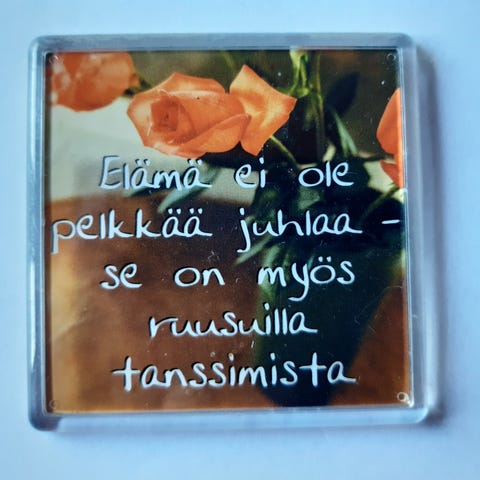 Elämä ei ole
pelkkää juhlaa -
se on myös
ruusuilla
tanssimista